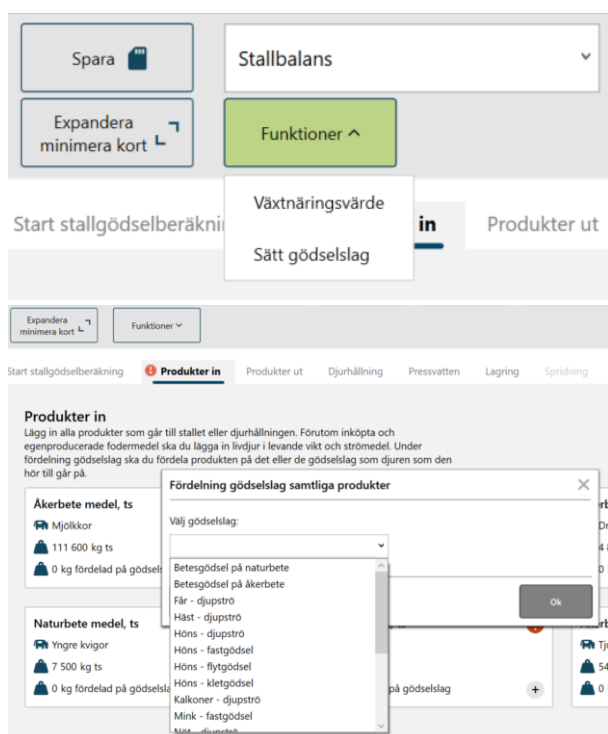 Spara
Stallbalans
Expandera
minimera kort
Funktioner
Växtnäringsvärde
Sätt gödselslag
Start stallgödselberäkni
in
Produkter ut
Expandera
minimera kort
Funktioner
Start stallgödselberäkning
Produkter in
Produkter ut
Djurhållning
Pressvatten
Lagring
Spridning
Produkter in
Lägg in alla produkter som går till stallet eller djurhållningen. Förutom inköpta och
egenproducerade fodermedel ska du lägga in livdjur i levande vikt och strömedel. Under
fördelning gödselslag ska du fördela produkten på det eller de gödselslag som djuren som den
hör till går på.
Fördelning gödselslag samtliga produkter
Välj gödselslag:
Betesgödsel på naturbete
Betesgödsel på åkerbete
Får - djupströ
Häst - djupströ
Höns - djupströ
Höns - fastgödsel
Höns - flytgödsel
Höns - kletgödsel
Kalkoner - djupströ
Mink - fastgödsel
Nöt - djupströ
Ok
Åkerbete medel, ts
Mjölkkor
111 600 kg ts
0 kg fördelad på gödsels
Naturbete medel, ts
Yngre kvigor
7 500 kg ts
0 kg fördelad på gödselsla
på gödselslag